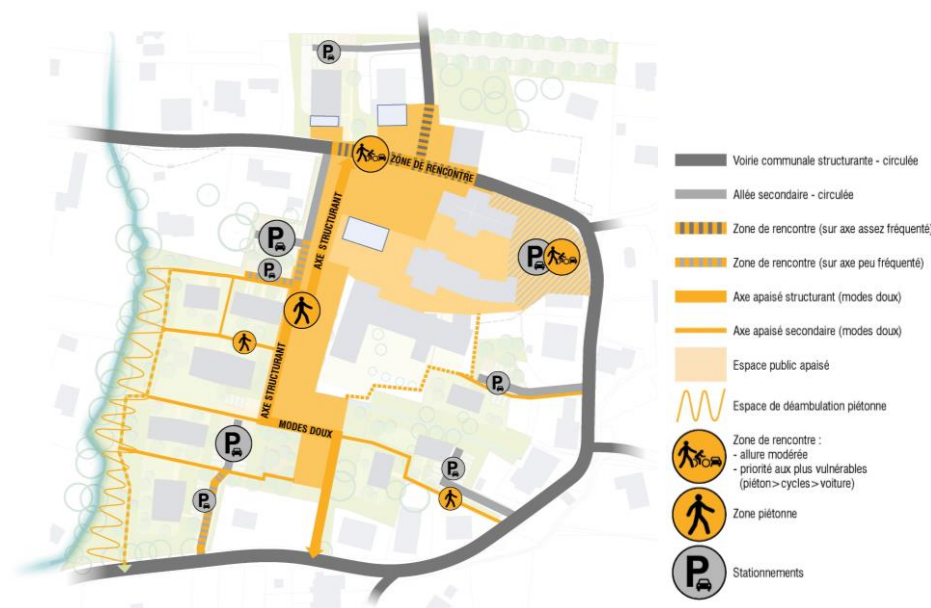 P
ZONE DE RENCONTRE
AXE STRUCTURANT
P
P
P
AXE STRUCTURANT
MODES DOUX
P
P
P
P
Voirie communale structurante - circulée
Allée secondaire - circulée
Zone de rencontre (sur axe assez fréquenté)
Zone de rencontre (sur axe peu fréquenté)
Axe apaisé structurant (modes doux)
Axe apaisé secondaire (modes doux)
Espace public apaisé
Espace de déambulation piétonne
Zone de rencontre :
- allure modérée
- priorité aux plus vulnérables
(piéton>cycles>voiture)
Zone piétonne
P
Stationnements